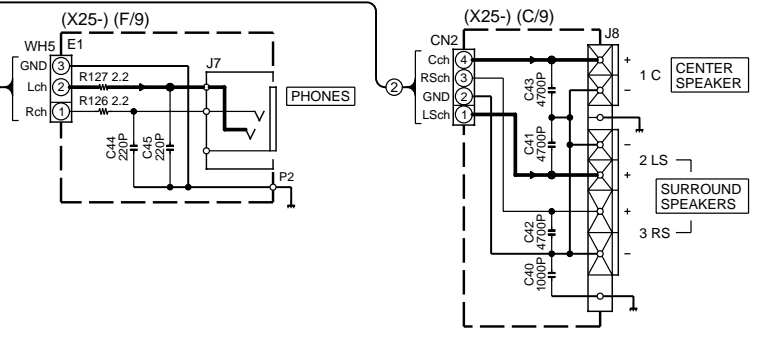 (X25-) (F/9)
WH5 E1
GND 3
Lch 2
Rch 1
R127 2.2
R126 2.2
C44
220P
C45
220P
J7
PHONES
P2
2
(X25-) (C/9)
CN2
Cch 4
RSch 3
GND 2
LSch 1
C43
4700P
C41
4700P
C42
4700P
C40
1000P
J8
+
1 C
−
CENTER
SPEAKER
−
2 LS
+
SURROUND
SPEAKERS
+
3 RS
−